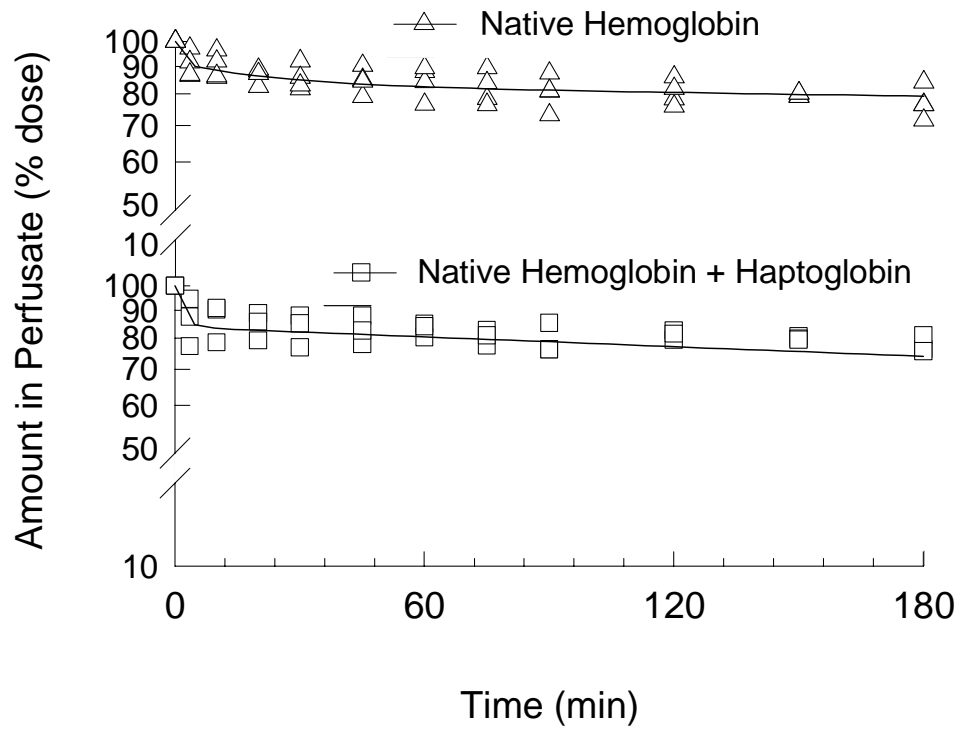 Native Hemoglobin
100
90
80
70
60
50
10
Native Hemoglobin + Haptoglobin
100
90
80
70
60
50
10
0 60 120 180
Time (min)
Amount in Perfusate (% dose)